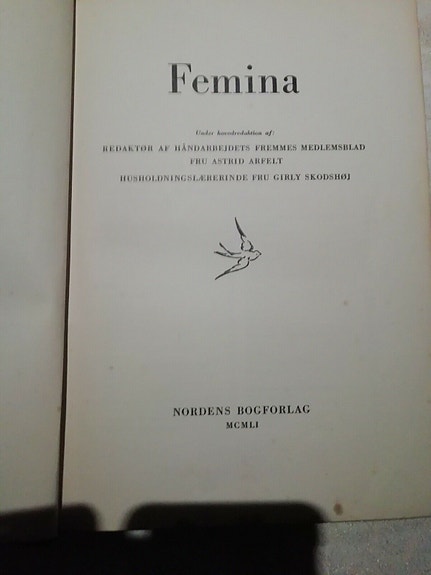 Femina
Under hovedredaktion af:
REDAKTØR AF HÅNDARBEJDETS FREMMES MEDLEMSBLAD
FRU ASTRID ARFELT
HUSHOLDNINGSLÆRERINDE FRU GIRLY SKODSHØJ
NORDENS BOGFORLAG
MCMLI